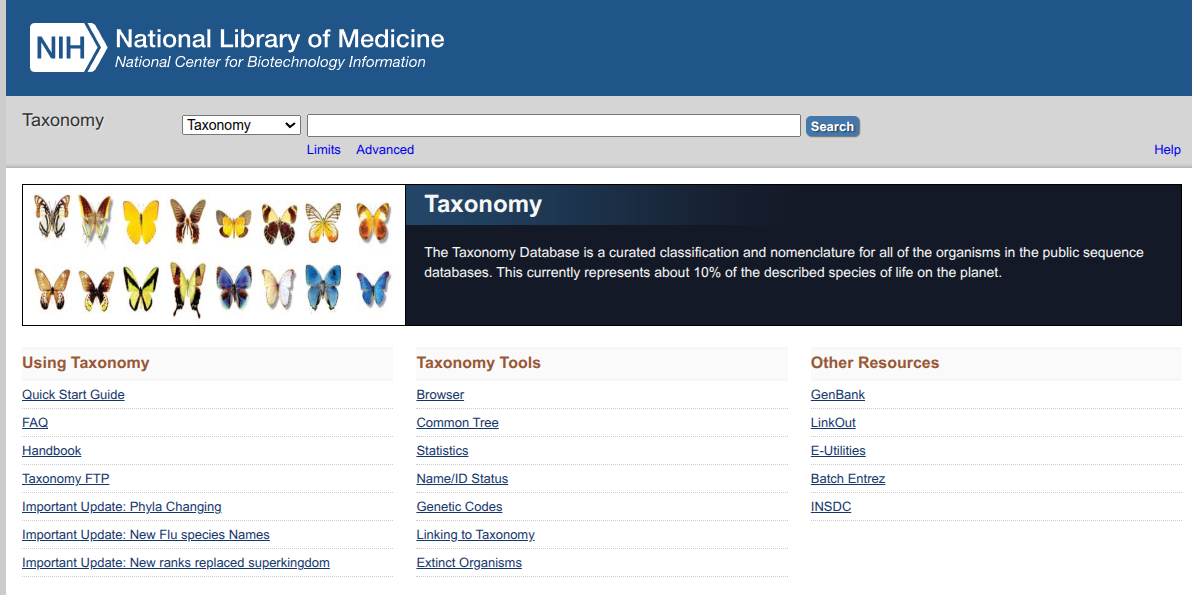 NIH
National Library of Medicine
National Center for Biotechnology Information
Taxonomy
Taxonomy
Search
Limits
Advanced
Help
Taxonomy
The Taxonomy Database is a curated classification and nomenclature for all of the organisms in the public sequence
databases. This currently represents about 10% of the described species of life on the planet.
Using Taxonomy
Quick Start Guide
FAQ
Handbook
Taxonomy FTP
Important Update: Phyla Changing
Important Update: New Flu species Names
Important Update: New ranks replaced superkingdom
Taxonomy Tools
Browser
Common Tree
Statistics
Name/ID Status
Genetic Codes
Linking to Taxonomy
Extinct Organisms
Other Resources
GenBank
LinkOut
E-Utilities
Batch Entrez
INSDC